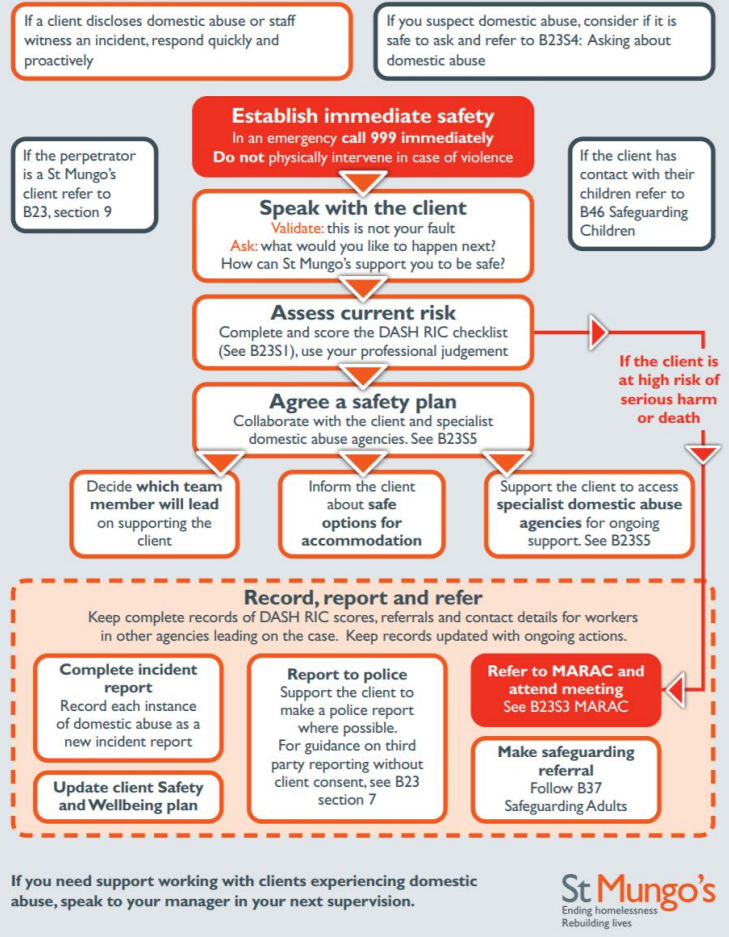 If a client discloses domestic abuse or staff
witness an incident, respond quickly and
proactively
If you suspect domestic abuse, consider if it is
safe to ask and refer to B23S4: Asking about
domestic abuse
Establish immediate safety
In an emergency call 999 immediately
Do not physically intervene in case of violence
If the perpetrator
is a St Mungo's
client refer to
B23, section 9
If the client has
contact with their
children refer to
B46 Safeguarding
Children
Speak with the client
Validate: this is not your fault
Ask: what would you like to happen next?
How can St Mungo's support you to be safe?
Assess current risk
Complete and score the DASH RIC checklist
(See B23S1), use your professional judgement
If the client is
at high risk of
serious harm
or death
Agree a safety plan
Collaborate with the client and specialist
domestic abuse agencies. See B23S5
Decide which team
member will lead
on supporting the
client
Inform the client
about safe
options for
accommodation
Support the client to access
specialist domestic abuse
agencies for ongoing
support. See B23S5
Record, report and refer
Keep complete records of DASH RIC scores, referrals and contact details for workers
in other agencies leading on the case. Keep records updated with ongoing actions.
Complete incident
report
Record each instance
of domestic abuse as a
new incident report
Update client Safety
and Wellbeing plan
Report to police
Support the client to
make a police report
where possible.
For guidance on third
party reporting without
client consent, see B23
section 7
Refer to MARAC and
attend meeting
See B23S3 MARAC
Make safeguarding
referral
Follow B37
Safeguarding Adults
If you need support working with clients experiencing domestic
abuse, speak to your manager in your next supervision.
St Mungo's
Ending homelessness
Rebuilding lives